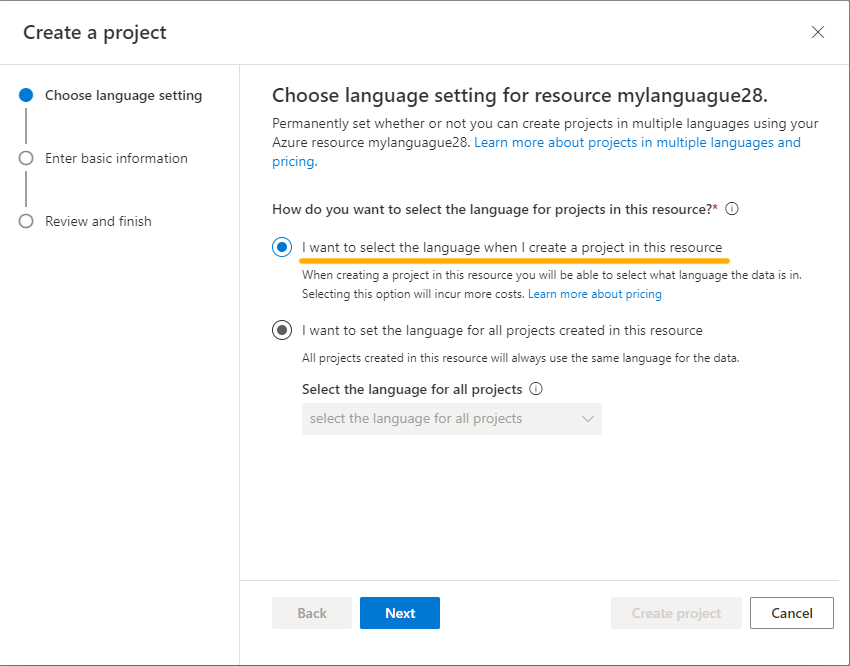 Create a project
Choose language setting
Enter basic information
Review and finish
Choose language setting for resource mylanguague28.
Permanently set whether or not you can create projects in multiple languages using your
Azure resource mylanguague28. Learn more about projects in multiple languages and
pricing.
How do you want to select the language for projects in this resource?*
I want to select the language when I create a project in this resource
When creating a project in this resource you will be able to select what language the data is in.
Selecting this option will incur more costs. Learn more about pricing
I want to set the language for all projects created in this resource
All projects created in this resource will always use the same language for the data.
Select the language for all projects
select the language for all projects
Back
Next
Create project
Cancel